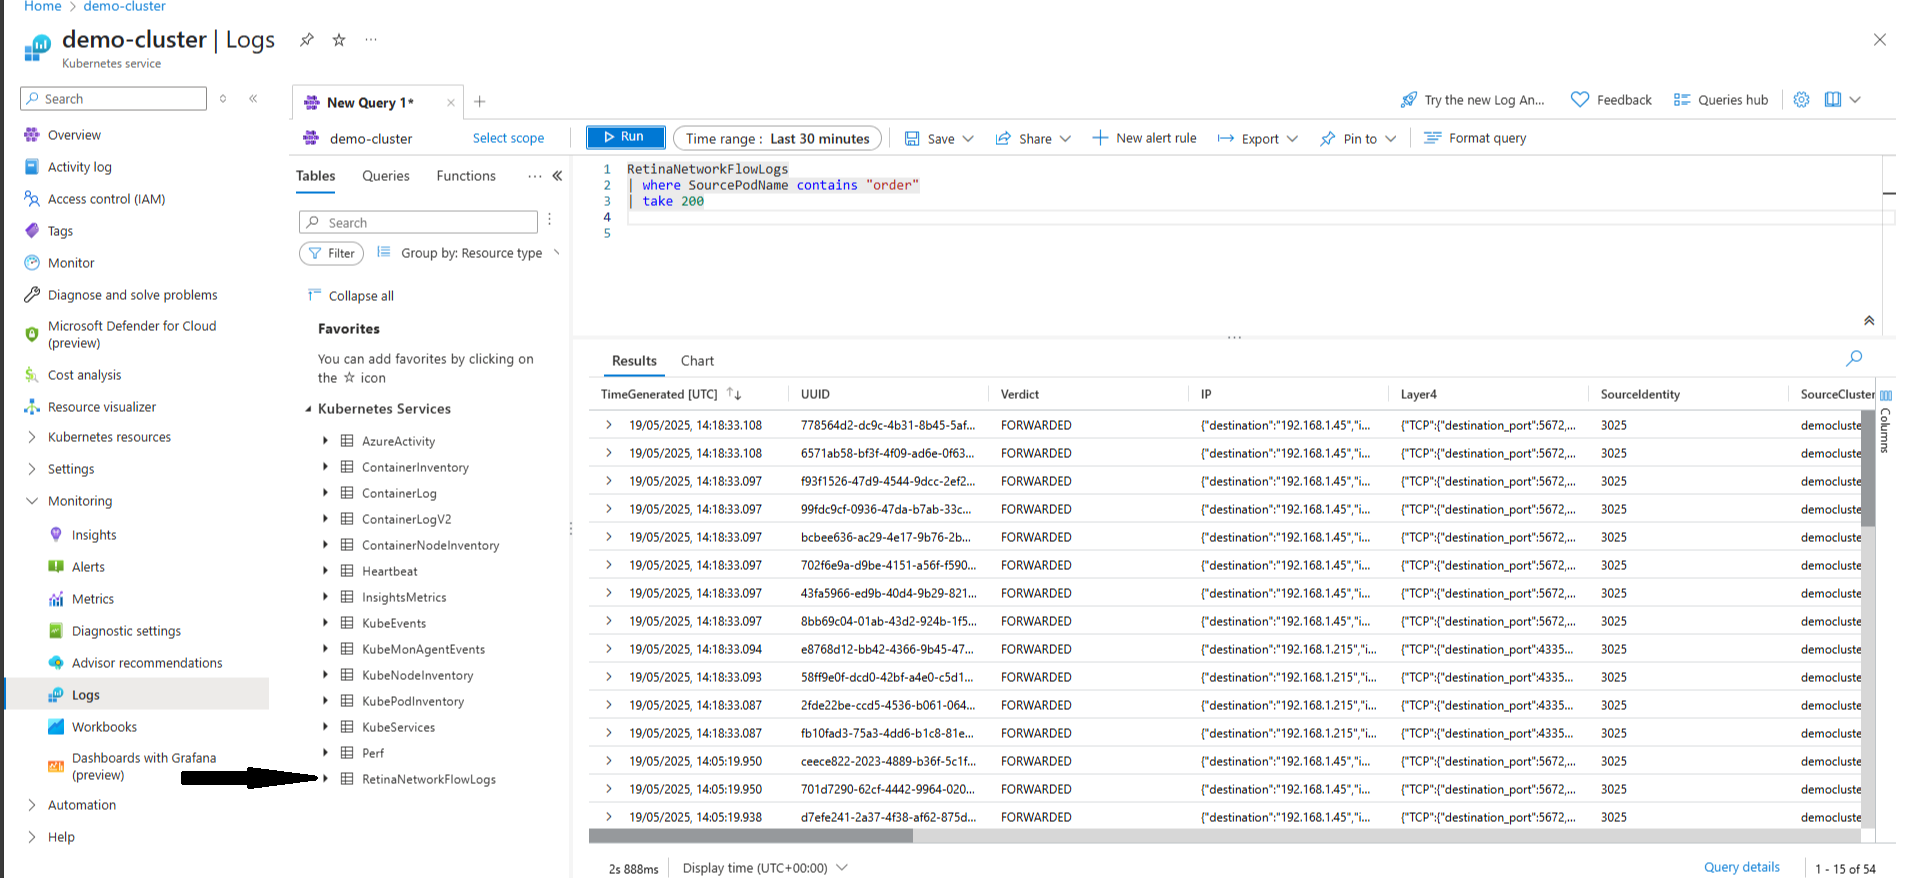 Home > demo-cluster
demo-cluster | Logs ...
Kubernetes service
Search
Overview
Activity log
Access control (IAM)
Tags
Monitor
Diagnose and solve problems
Microsoft Defender for Cloud
(preview)
Cost analysis
Resource visualizer
Kubernetes resources
Settings
Monitoring
Insights
Alerts
Metrics
Diagnostic settings
Advisor recommendations
Logs
Workbooks
Dashboards with Grafana
(preview)
Automation
Help
New Query 1*
Try the new Log An... Feedback Queries hub
demo-cluster Select scope
Run Time range : Last 30 minutes Save Share New alert rule Export Pin to Format query
Tables Queries Functions ...
Search
Filter Group by: Resource type
Collapse all
Favorites
You can add favorites by clicking on
the ☆ icon
Kubernetes Services
AzureActivity
ContainerInventory
ContainerLog
ContainerLogV2
ContainerNodeInventory
Heartbeat
InsightsMetrics
KubeEvents
KubeMonAgentEvents
KubeNodeInventory
KubePodInventory
KubeServices
Perf
RetinaNetworkFlowLogs
1 RetinaNetworkFlowLogs
2 | where SourcePodName contains "order"
3 | take 200
4
5
Results Chart
TimeGenerated [UTC] UUID Verdict IP Layer4 SourceIdentity SourceCluster
19/05/2025, 14:18:33.108 778564d2-dc9c-4b31-8b45-5af... FORWARDED {"destination":"192.168.1.45","i... {"TCP":{"destination_port":5672,... 3025 democluste
19/05/2025, 14:18:33.108 6571ab58-bf3f-4f09-ad6e-0f63... FORWARDED {"destination":"192.168.1.45","i... {"TCP":{"destination_port":5672,... 3025 democluste
19/05/2025, 14:18:33.097 f93f1526-47d9-4544-9dcc-2ef2... FORWARDED {"destination":"192.168.1.45","i... {"TCP":{"destination_port":5672,... 3025 democluste
19/05/2025, 14:18:33.097 99fdc9cf-0936-47da-b7ab-33c... FORWARDED {"destination":"192.168.1.45","i... {"TCP":{"destination_port":5672,... 3025 democluste
19/05/2025, 14:18:33.097 bcbee636-ac29-4e17-9b76-2b... FORWARDED {"destination":"192.168.1.45","i... {"TCP":{"destination_port":5672,... 3025 democluste
19/05/2025, 14:18:33.097 702f6e9a-d9be-4151-a56f-f590... FORWARDED {"destination":"192.168.1.45","i... {"TCP":{"destination_port":5672,... 3025 democluste
19/05/2025, 14:18:33.097 43fa5966-ed9b-40d4-9b29-821... FORWARDED {"destination":"192.168.1.45","i... {"TCP":{"destination_port":5672,... 3025 democluste
19/05/2025, 14:18:33.097 8bb69c04-01ab-43d2-924b-1f5... FORWARDED {"destination":"192.168.1.45","i... {"TCP":{"destination_port":5672,... 3025 democluste
19/05/2025, 14:18:33.094 e8768d12-bb42-4366-9b45-47... FORWARDED {"destination":"192.168.1.215","i... {"TCP":{"destination_port":4335... 3025 democluste
19/05/2025, 14:18:33.093 58ff9e0f-dcd0-42bf-a4e0-c5d1... FORWARDED {"destination":"192.168.1.215","i... {"TCP":{"destination_port":4335... 3025 democluste
19/05/2025, 14:18:33.087 2fde22be-ccd5-4536-b061-064... FORWARDED {"destination":"192.168.1.215","i... {"TCP":{"destination_port":4335... 3025 democluste
19/05/2025, 14:18:33.087 fb10fad3-75a3-4dd6-b1c8-81e... FORWARDED {"destination":"192.168.1.215","i... {"TCP":{"destination_port":4335... 3025 democluste
19/05/2025, 14:05:19.950 ceece822-2023-4889-b36f-5c1f... FORWARDED {"destination":"192.168.1.45","i... {"TCP":{"destination_port":5672,... 3025 democluste
19/05/2025, 14:05:19.950 701d7290-62cf-4442-9964-020... FORWARDED {"destination":"192.168.1.45","i... {"TCP":{"destination_port":5672,... 3025 democluste
19/05/2025, 14:05:19.938 d7efe241-2a37-4f38-af62-875d... FORWARDED {"destination":"192.168.1.45","i... {"TCP":{"destination_port":5672,... 3025 democluste
Columns
2s 888ms Display time (UTC+00:00) Query details 1 - 15 of 54